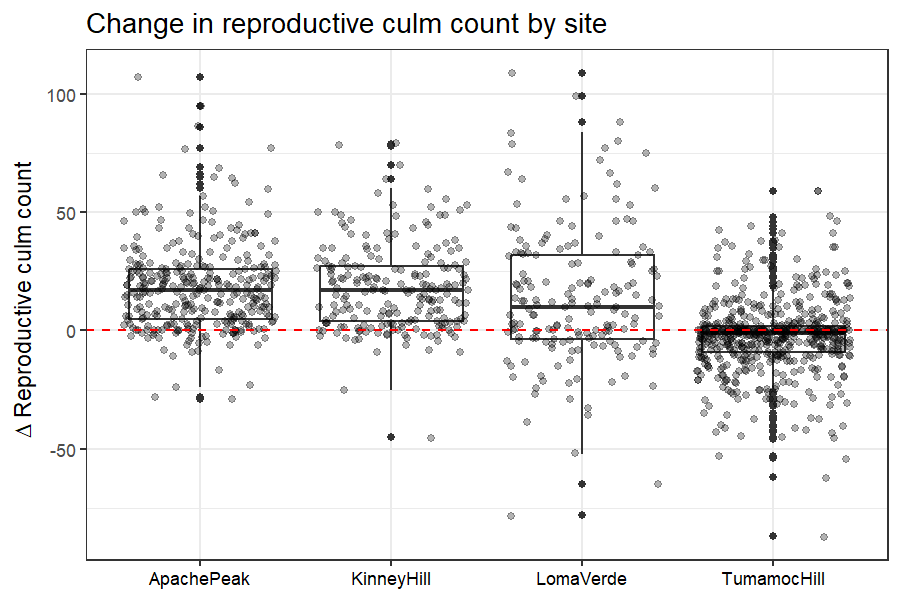 Change in reproductive culm count by site
Δ Reproductive culm count
100
50
0
-50
ApachePeak
KinneyHill
LomaVerde
TumamocHill